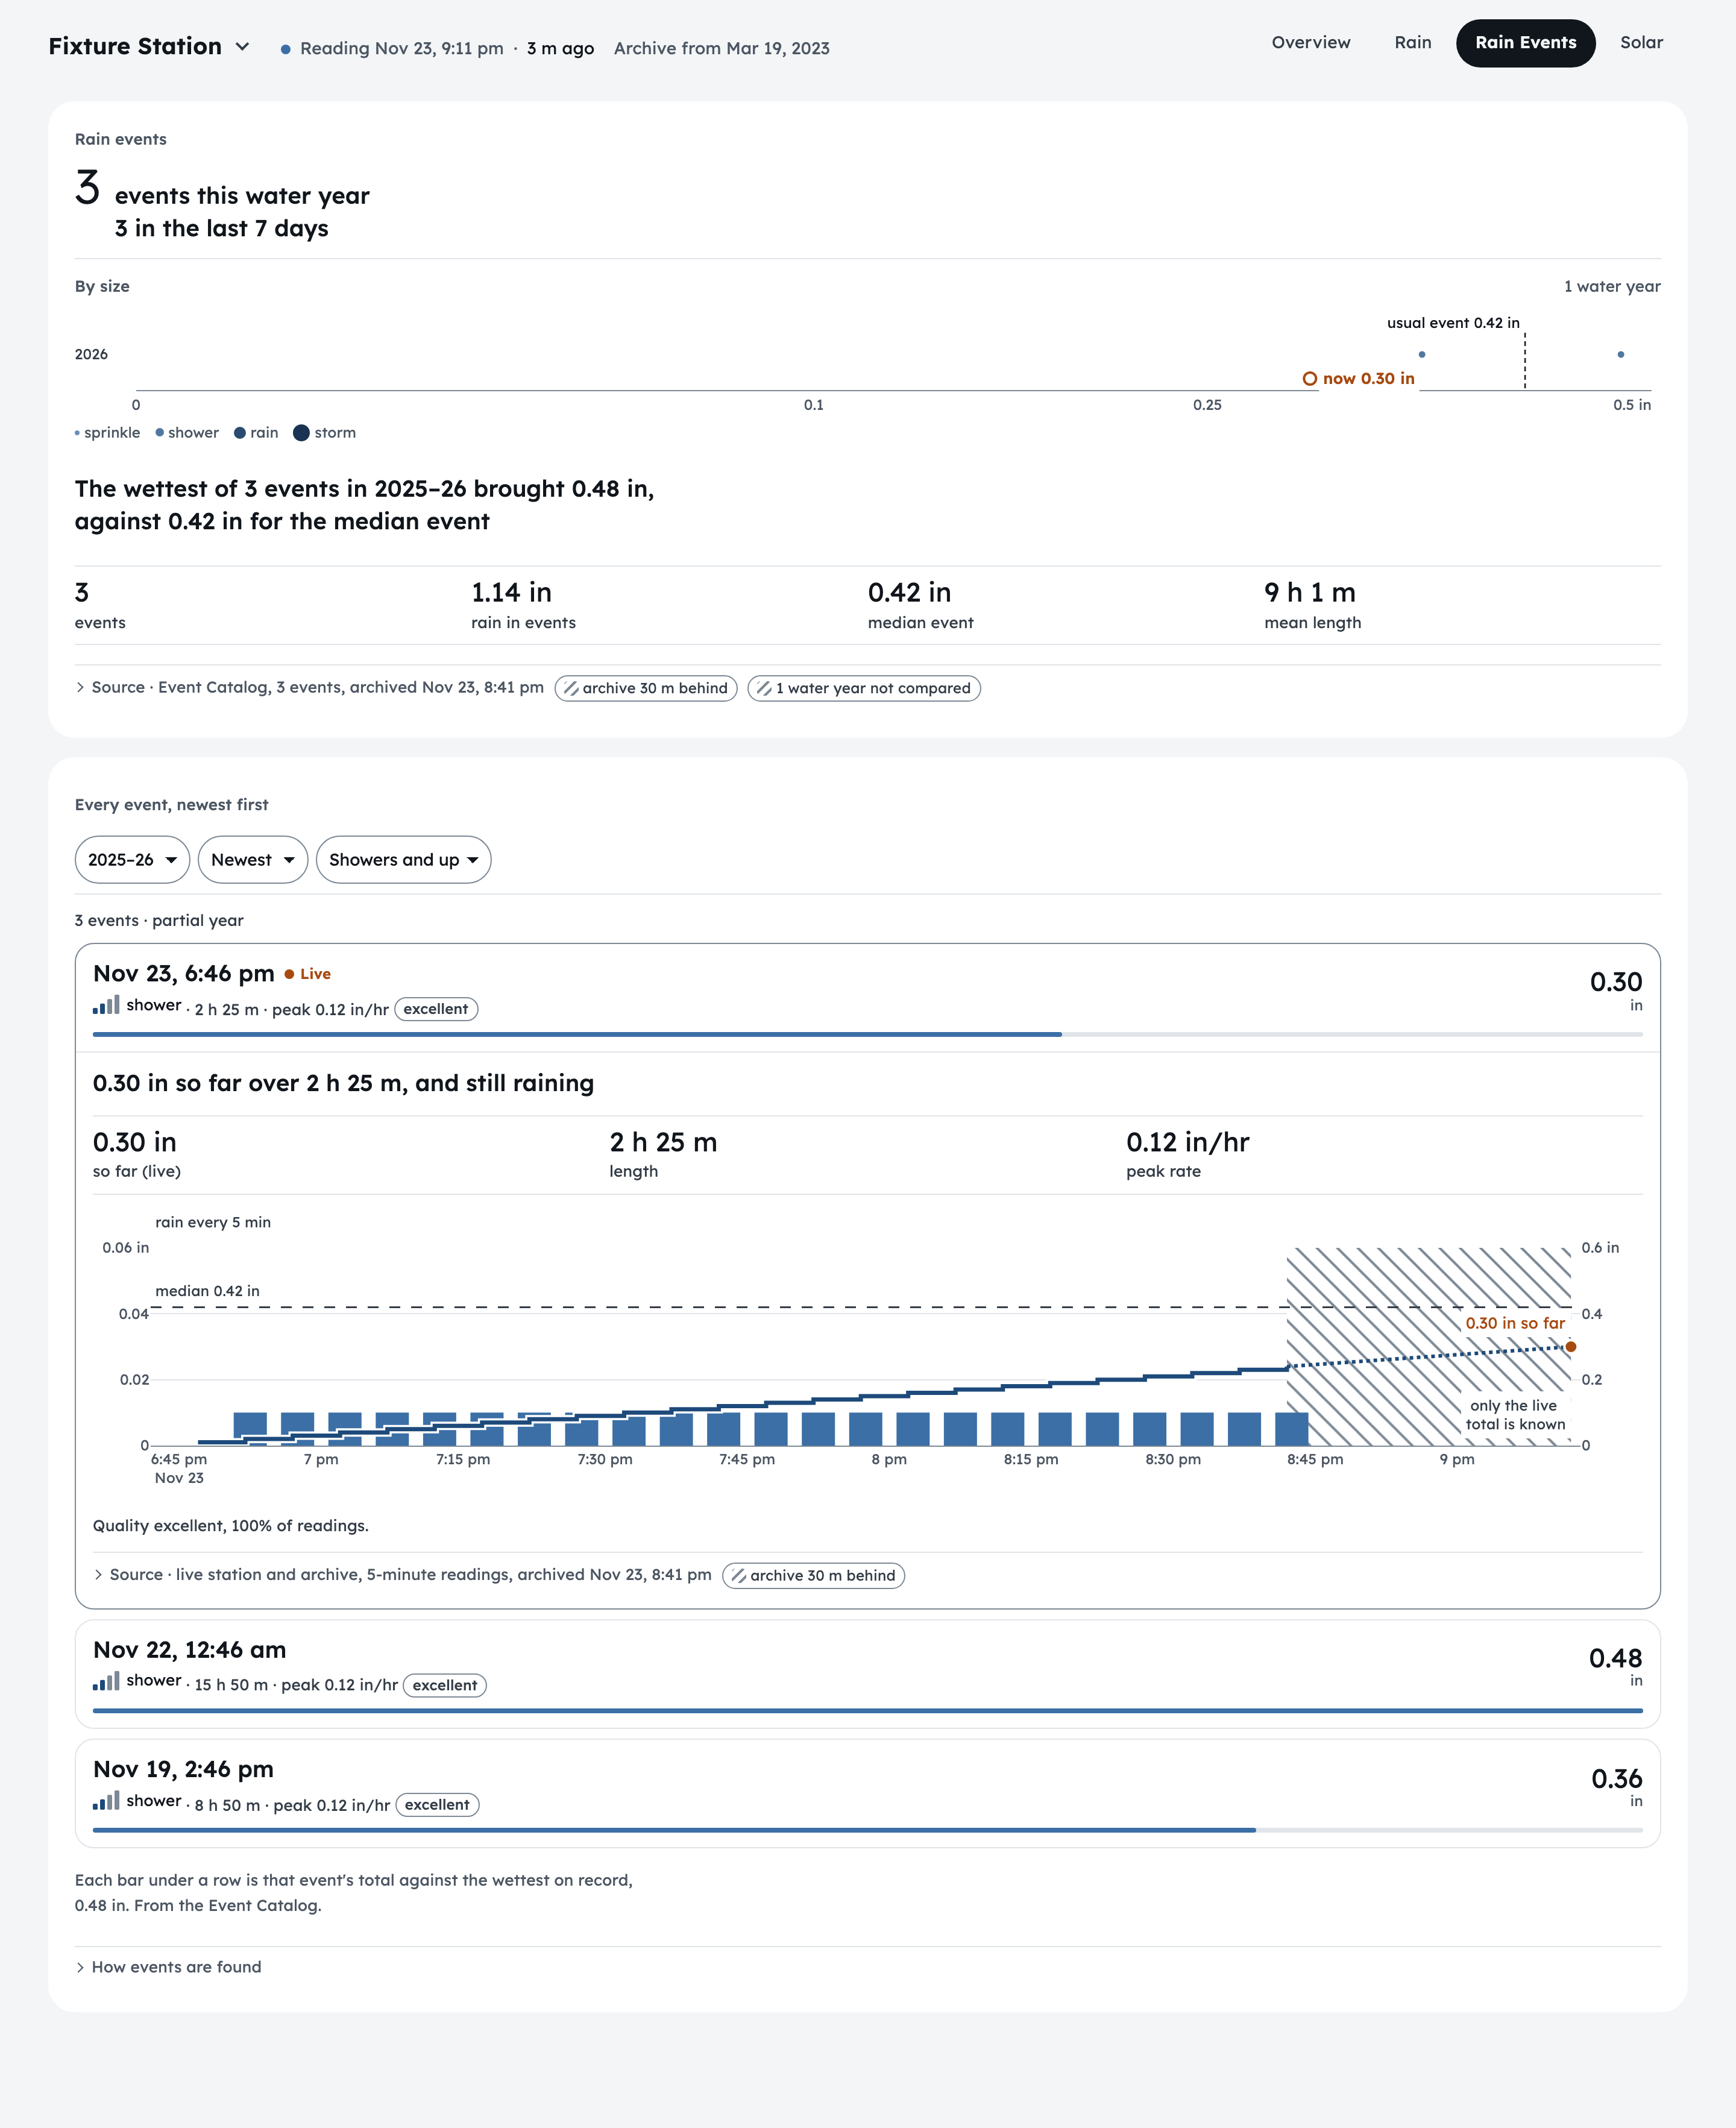 Fixture Station
Reading Nov 23, 9:11 pm · 3 m ago Archive from Mar 19, 2023
Overview Rain Rain Events Solar
Rain events
3 events this water year
3 in the last 7 days
By size 1 water year
usual event 0.42 in
2026
now 0.30 in
0 0.1 0.25 0.5 in
sprinkle shower rain storm
The wettest of 3 events in 2025–26 brought 0.48 in,
against 0.42 in for the median event
3 1.14 in 0.42 in 9 h 1 m
events rain in events median event mean length
Source · Event Catalog, 3 events, archived Nov 23, 8:41 pm archive 30 m behind 1 water year not compared
Every event, newest first
2025–26 Newest Showers and up
3 events · partial year
Nov 23, 6:46 pm Live
0.30
shower · 2 h 25 m · peak 0.12 in/hr excellent
in
0.30 in so far over 2 h 25 m, and still raining
0.30 in 2 h 25 m 0.12 in/hr
so far (live) length peak rate
rain every 5 min
0.06 in 0.6 in
median 0.42 in
0.04 0.4
0.30 in so far
0.02 0.2
only the live
total is known
0 0
6:45 pm 7 pm 7:15 pm 7:30 pm 7:45 pm 8 pm 8:15 pm 8:30 pm 8:45 pm 9 pm
Nov 23
Quality excellent, 100% of readings.
Source · live station and archive, 5-minute readings, archived Nov 23, 8:41 pm archive 30 m behind
Nov 22, 12:46 am
0.48
shower · 15 h 50 m · peak 0.12 in/hr excellent
in
Nov 19, 2:46 pm
0.36
shower · 8 h 50 m · peak 0.12 in/hr excellent
in
Each bar under a row is that event's total against the wettest on record,
0.48 in. From the Event Catalog.
How events are found